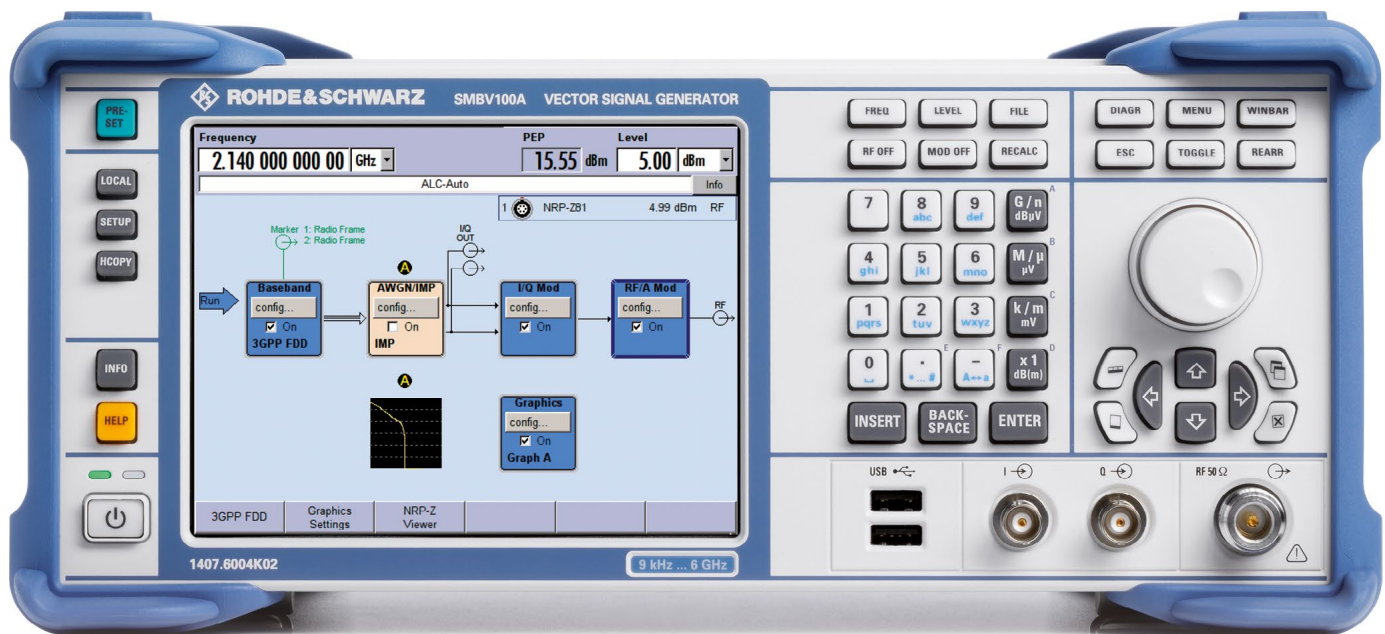 ROHDE&SCHWARZ SMBV100A VECTOR SIGNAL GENERATOR
PRE-
SET
LOCAL
SETUP
HCOPY
INFO
HELP
Frequency PEP Level
2.140 000 000 00 GHz 15.55 dBm 5.00 dBm
ALC-Auto Info
1 NRP-Z81 4.99 dBm RF
Marker 1: Radio Frame
2: Radio Frame
I/Q
OUT
A
Run
Baseband
config...
On
3GPP FDD
AWGN/IMP
config...
On
IMP
I/Q Mod
config...
On
RF/A Mod
config...
On
RF
A
Graphics
config...
On
Graph A
3GPP FDD
Graphics
Settings
NRP-Z
Viewer
1407.6004K02
9 kHz ... 6 GHz
FREQ LEVEL FILE
RF OFF MOD OFF RECALC
DIAGR MENU WINBAR
ESC TOGGLE REARR
7
8
abc
9
def
G/n
dBµV
A
4
ghi
5
jkl
6
mno
M/µ
µV
B
1
pqrs
2
tuv
3
wxyz
k/m
mV
C
0
.
*...#
E
–
A↔a
F
x1
dB(m)
D
INSERT
BACK-
SPACE
ENTER
USB
I
Q
RF 50 Ω